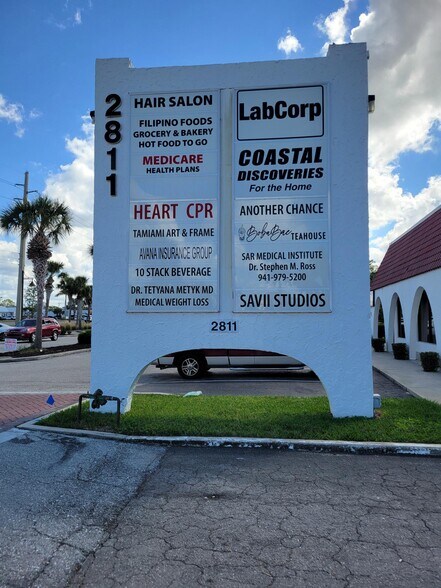 2811
HAIR SALON
FILIPINO FOODS
GROCERY & BAKERY
HOT FOOD TO GO
MEDICARE
HEALTH PLANS
HEART CPR
TAMIAMI ART & FRAME
AVANA INSURANCE GROUP
10 STACK BEVERAGE
DR. TETYANA METYK MD
MEDICAL WEIGHT LOSS
LabCorp
COASTAL
DISCOVERIES
For the Home
ANOTHER CHANCE
BobaBae TEAHOUSE
SAR MEDICAL INSTITUTE
Dr. Stephen M. Ross
941-979-5200
SAVII STUDIOS
2811